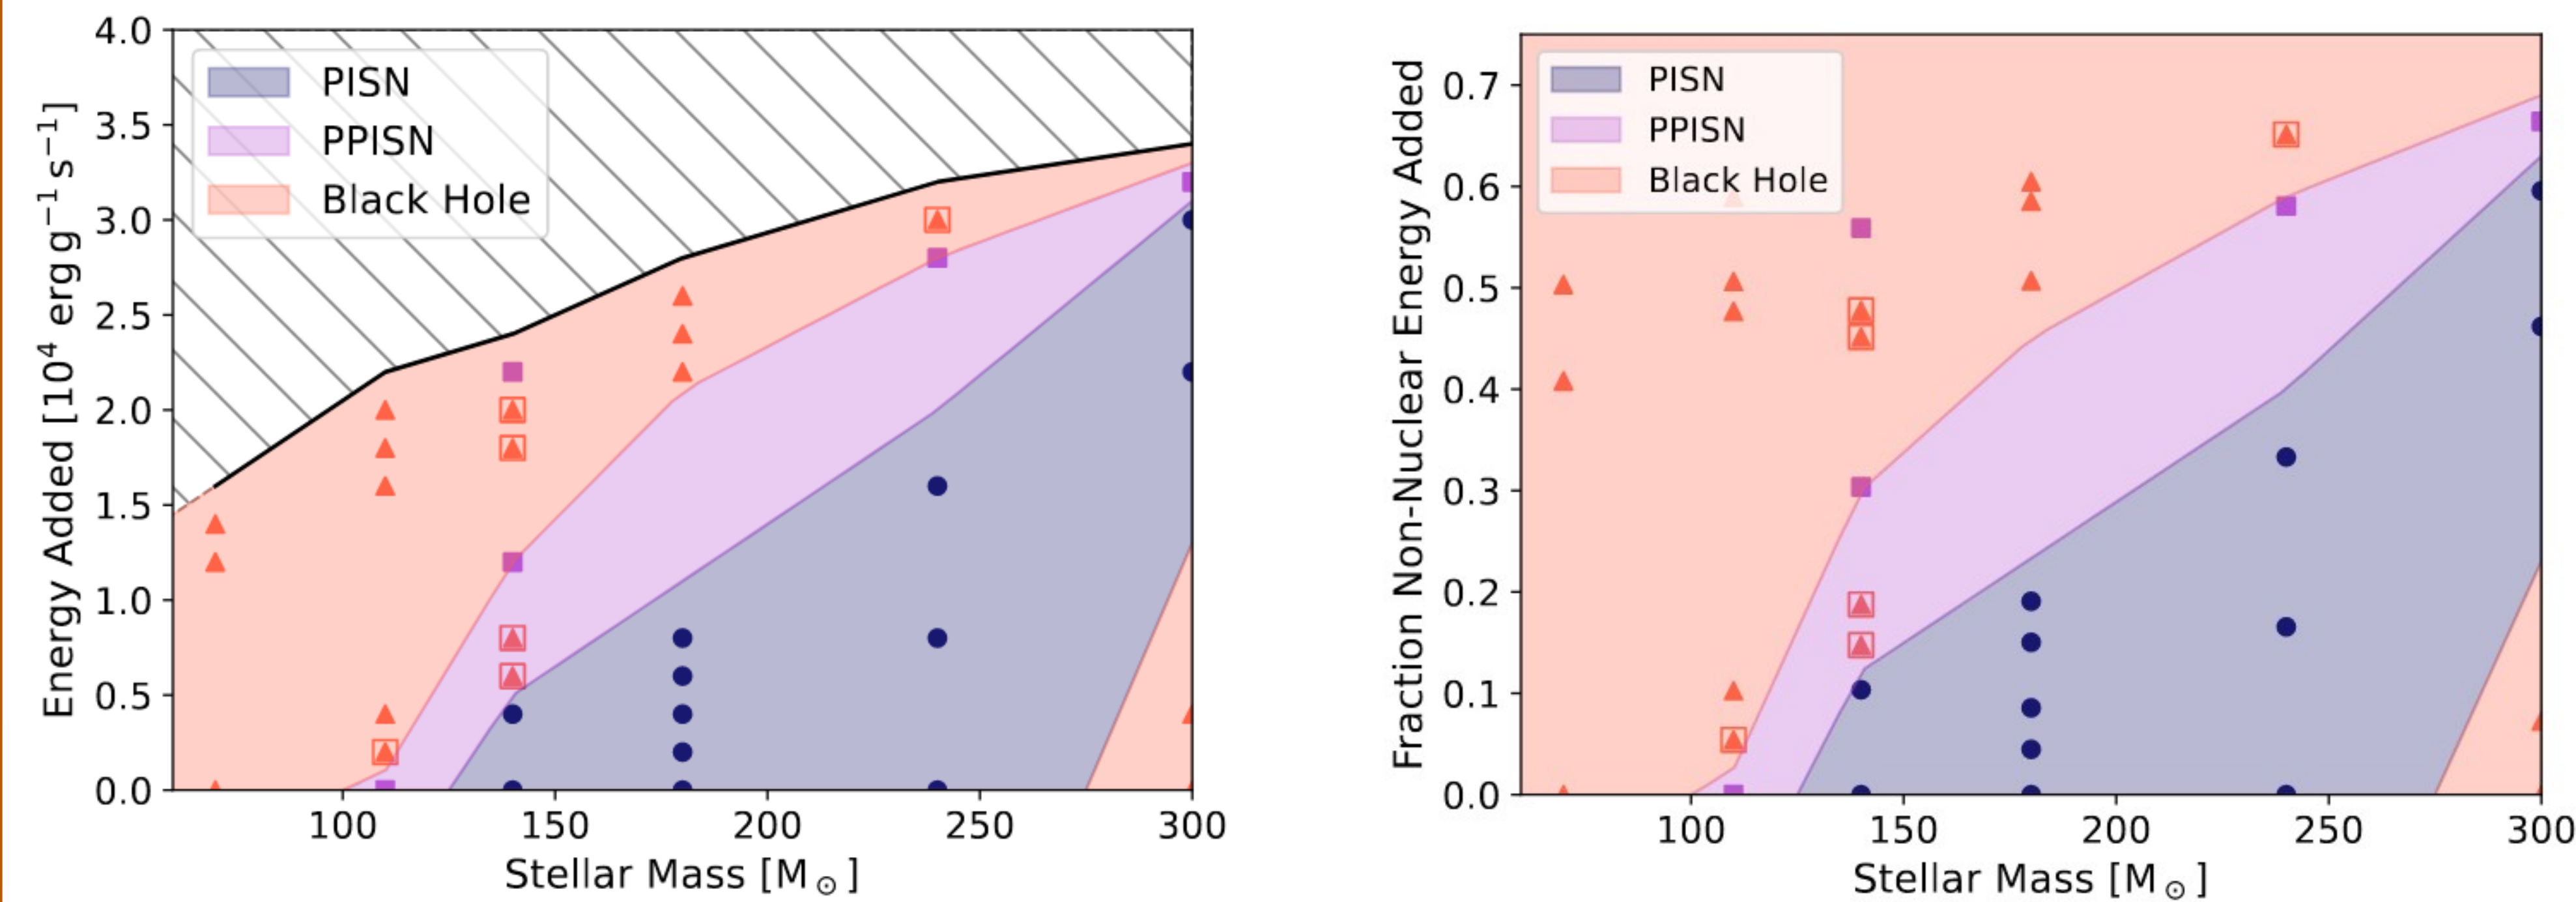 4.0
3.5
3.0
2.5
2.0
1.5
1.0
0.5
0.0
Energy Added [10⁴ erg g⁻¹ s⁻¹]
PISN
PPISN
Black Hole
100 150 200 250 300
Stellar Mass [M⊙]
0.7
0.6
0.5
0.4
0.3
0.2
0.1
0.0
Fraction Non-Nuclear Energy Added
PISN
PPISN
Black Hole
100 150 200 250 300
Stellar Mass [M⊙]